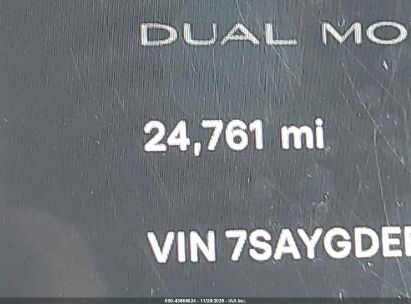 DUAL MO
24,761 mi
VIN 7SAYGDE